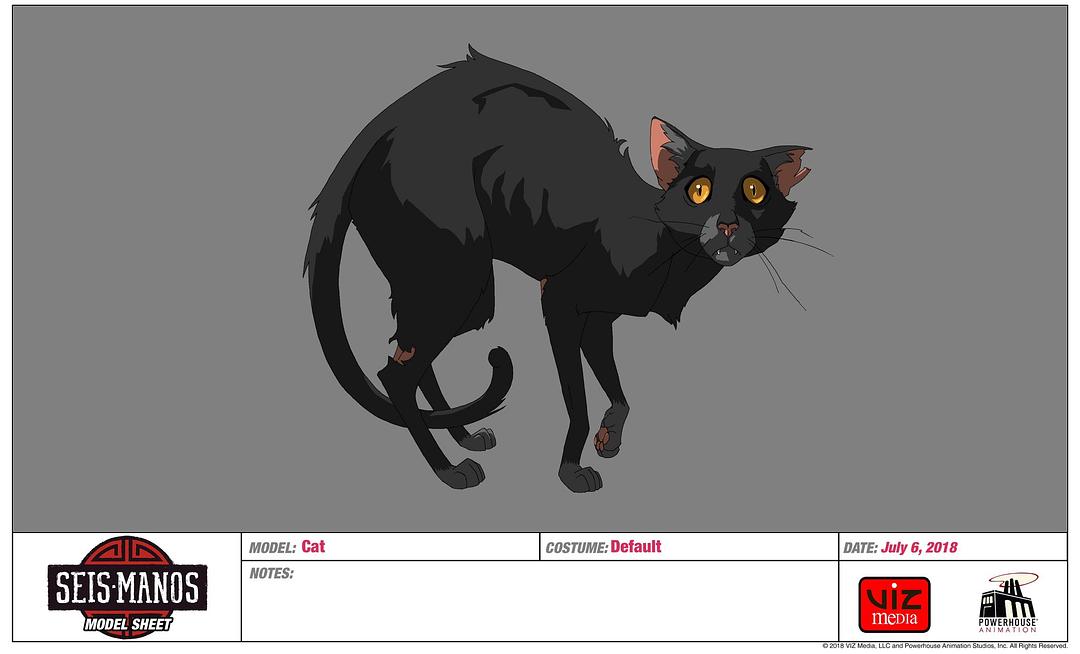 MODEL: Cat
COSTUME: Default
DATE: July 6, 2018
SEIS·MANOS
MODEL SHEET
NOTES:
VIZ
media
POWERHOUSE
ANIMATION
© 2018 VIZ Media, LLC and Powerhouse Animation Studios, Inc. All Rights Reserved.